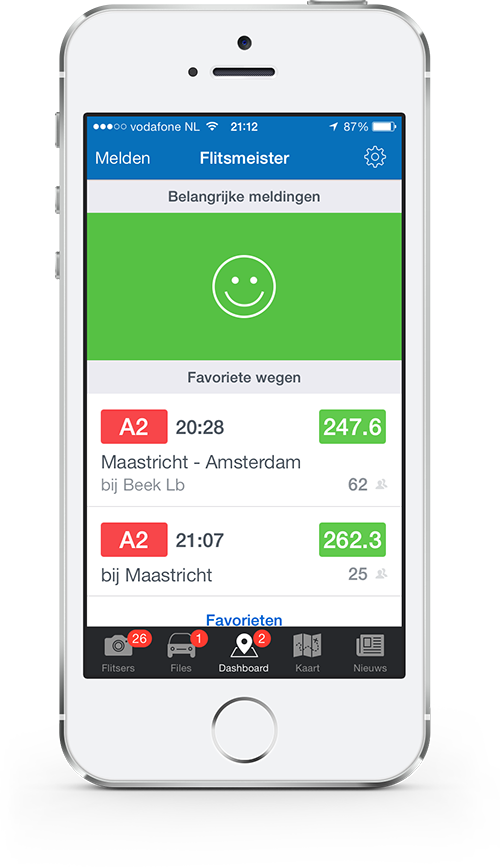 vodafone NL 21:12 87%
Melden Flitsmeister
Belangrijke meldingen
Favoriete wegen
A2 20:28 247.6
Maastricht - Amsterdam
bij Beek Lb 62
A2 21:07 262.3
bij Maastricht 25
Favorieten
26 1 2
Flitsers Files Dashboard Kaart Nieuws